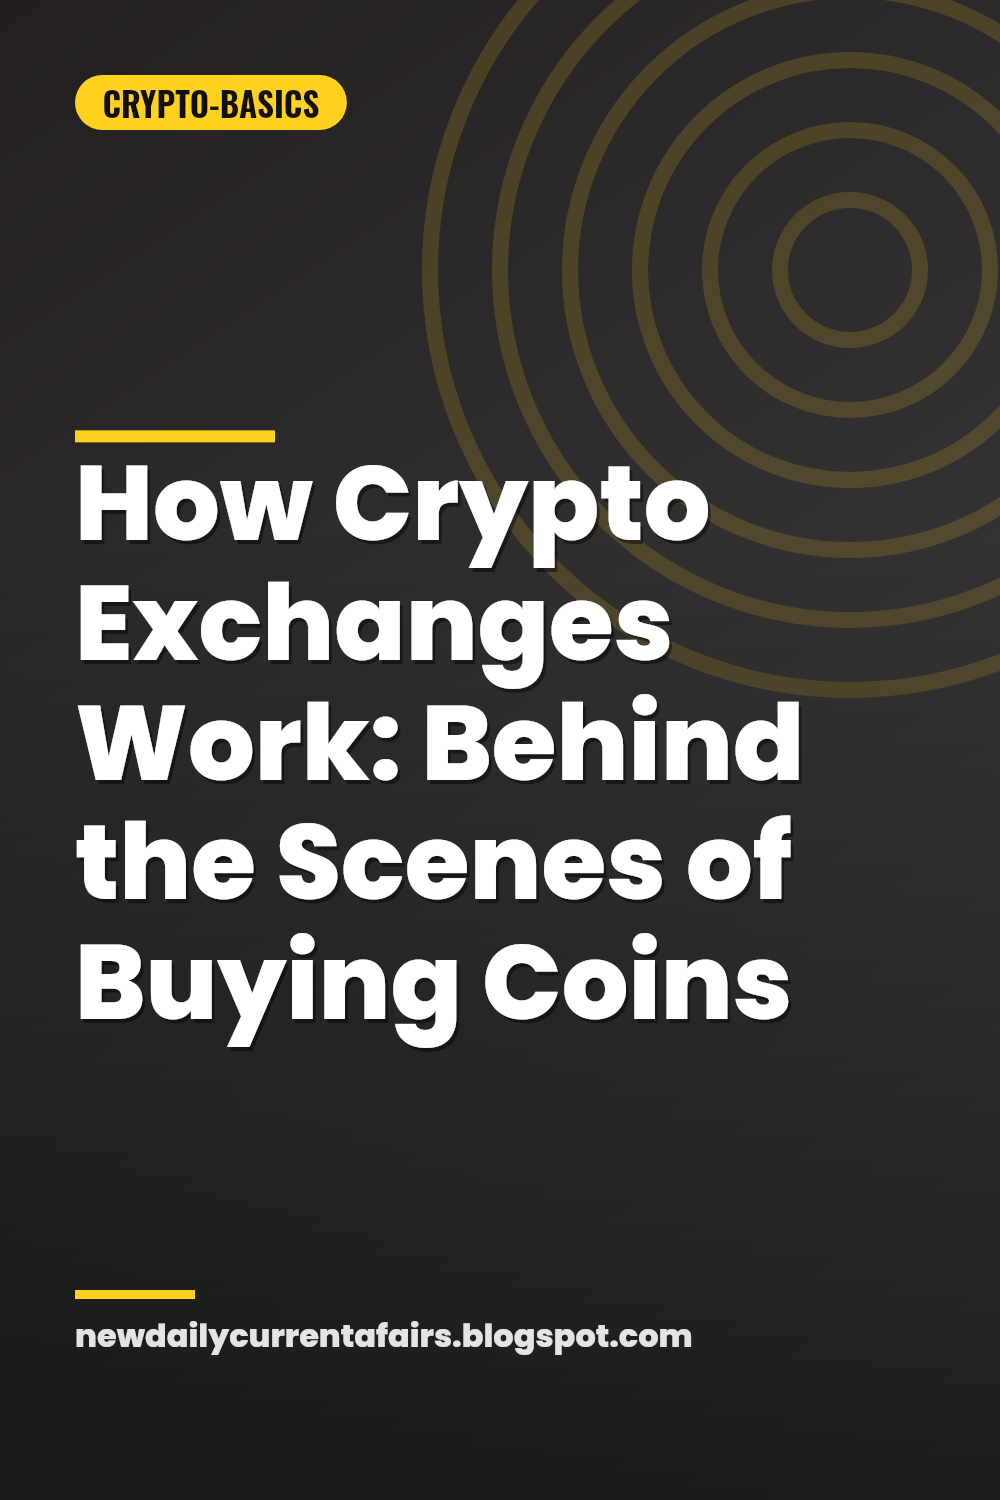 CRYPTO-BASICS
How Crypto
Exchanges
Work: Behind
the Scenes of
Buying Coins
newdailycurrentafairs.blogspot.com